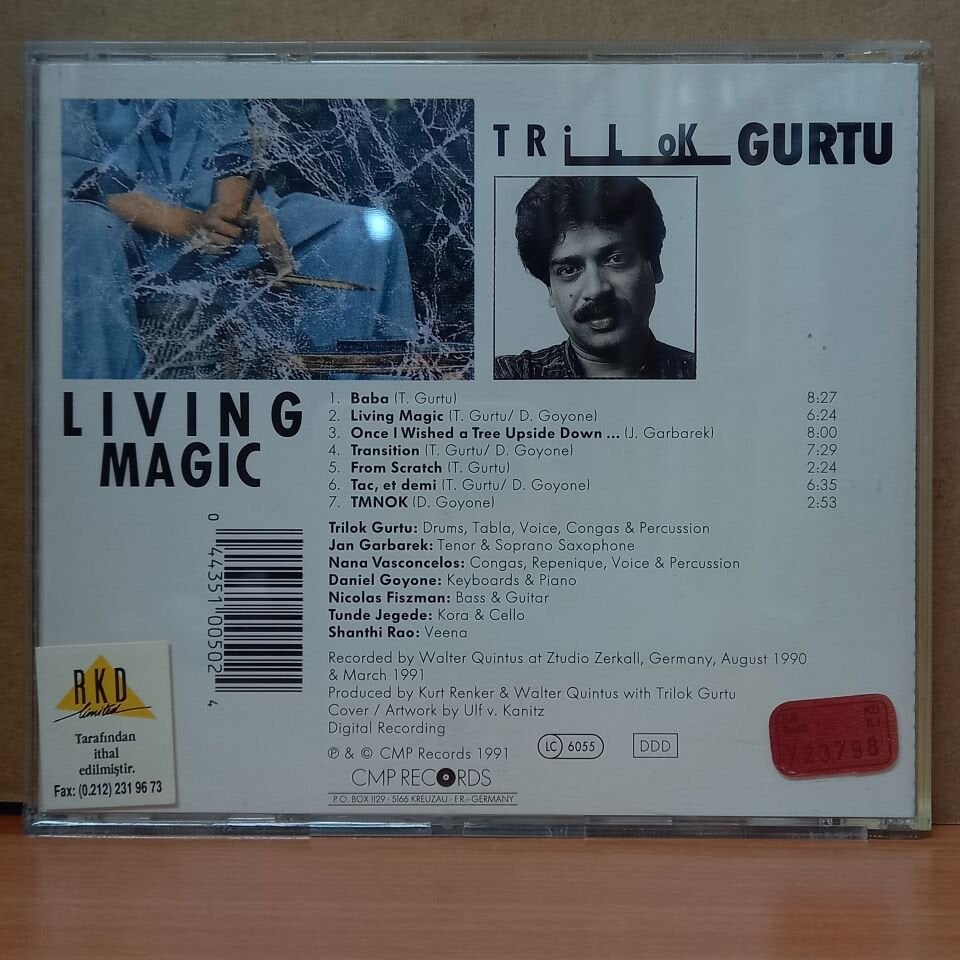 TRiLoK GURTU
LIVING
MAGIC
1. Baba (T. Gurtu) 8:27
2. Living Magic (T. Gurtu/ D. Goyone) 6:24
3. Once I Wished a Tree Upside Down ... (J. Garbarek) 8:00
4. Transition (T. Gurtu/ D. Goyone) 7:29
5. From Scratch (T. Gurtu) 2:24
6. Tac, et demi (T. Gurtu/ D. Goyone) 6:35
7. TMNOK (D. Goyone) 2:53
Trilok Gurtu: Drums, Tabla, Voice, Congas & Percussion
Jan Garbarek: Tenor & Soprano Saxophone
Nana Vasconcelos: Congas, Repenique, Voice & Percussion
Daniel Goyone: Keyboards & Piano
Nicolas Fiszman: Bass & Guitar
Tunde Jegede: Kora & Cello
Shanthi Rao: Veena
Recorded by Walter Quintus at Ztudio Zerkall, Germany, August 1990
& March 1991
Produced by Kurt Renker & Walter Quintus with Trilok Gurtu
Cover / Artwork by Ulf v. Kanitz
Digital Recording
℗ & © CMP Records 1991
LC 6055
DDD
CMP RECORDS
P.O. BOX 1129 · 5166 KREUZAU · F.R.–GERMANY
0 44351 00502 4
RKD
limited
Tarafından
ithal
edilmiştir.
Fax: (0.212) 231 96 73
723798